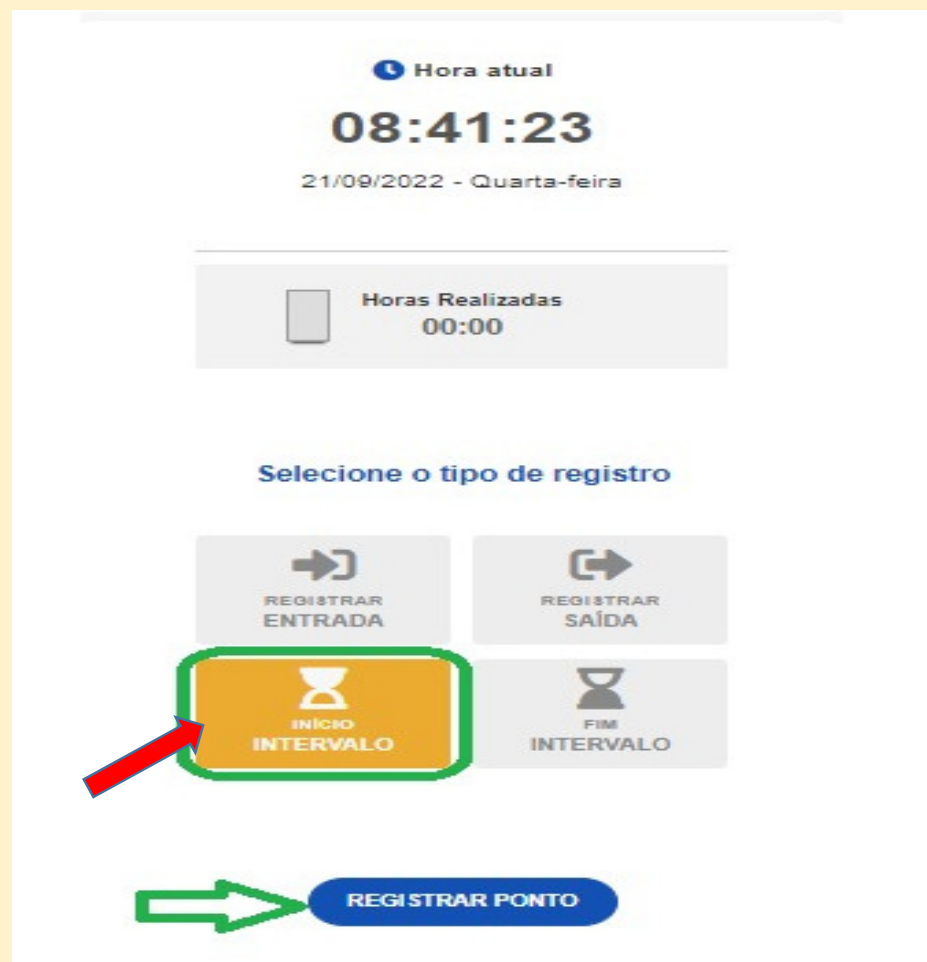 Hora atual
08:41:23
21/09/2022 - Quarta-feira
Horas Realizadas
00:00
Selecione o tipo de registro
REGISTRAR
ENTRADA
REGISTRAR
SAÍDA
INÍCIO
INTERVALO
FIM
INTERVALO
REGISTRAR PONTO